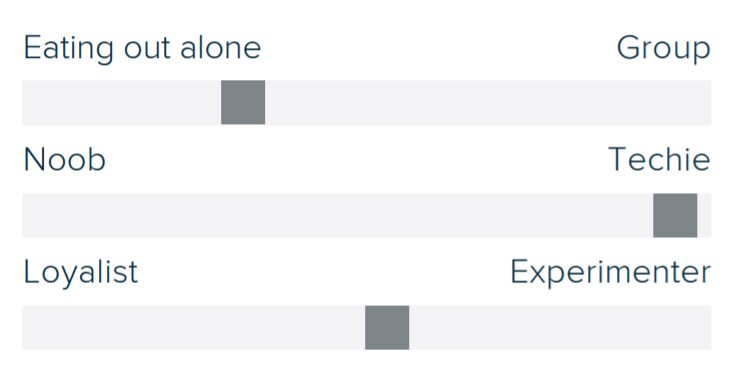 Eating out alone Group
Noob Techie
Loyalist Experimenter